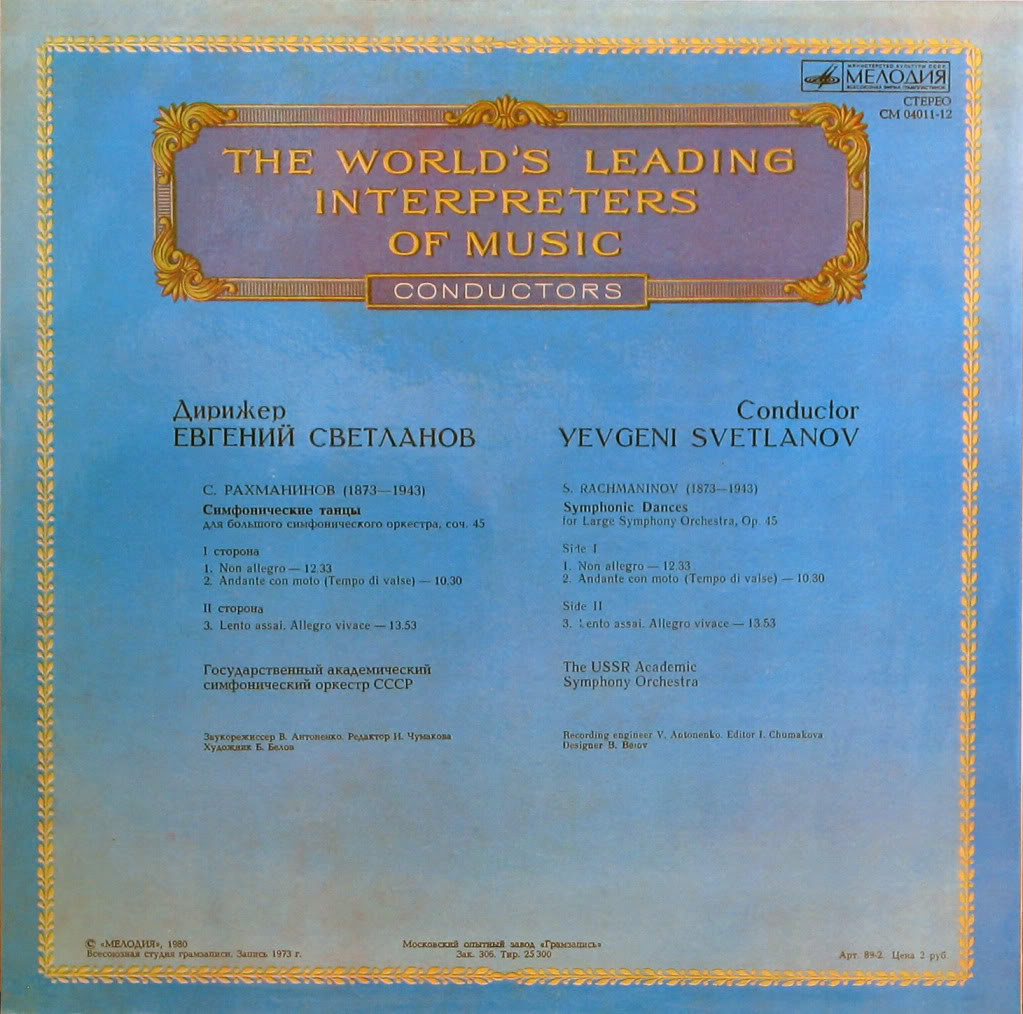 МИНИСТЕРСТВО КУЛЬТУРЫ СССР
МЕЛОДИЯ
ВСЕСОЮЗНАЯ ФИРМА ГРАМПЛАСТИНОК
СТЕРЕО
СМ 04011-12
THE WORLD'S LEADING
INTERPRETERS
OF MUSIC
CONDUCTORS
Дирижер
ЕВГЕНИЙ СВЕТЛАНОВ
С. РАХМАНИНОВ (1873—1943)
Симфонические танцы
для большого симфонического оркестра, соч. 45
I сторона
1. Non allegro — 12.33
2. Andante con moto (Tempo di valse) — 10.30
II сторона
3. Lento assai. Allegro vivace — 13.53
Государственный академический
симфонический оркестр СССР
Звукорежиссер В. Антоненко. Редактор И. Чумакова
Художник Б. Белов
Conductor
YEVGENI SVETLANOV
S. RACHMANINOV (1873—1943)
Symphonic Dances
for Large Symphony Orchestra, Op. 45
Side I
1. Non allegro — 12.33
2. Andante con moto (Tempo di valse) — 10.30
Side II
3. Lento assai. Allegro vivace — 13.53
The USSR Academic
Symphony Orchestra
Recording engineer V. Antonenko. Editor I. Chumakova
Designer B. Belov
© «МЕЛОДИЯ», 1980
Всесоюзная студия грамзаписи. Запись 1973 г.
Московский опытный завод «Грамзапись»
Зак. 306. Тир. 25 300
Арт. 89-2. Цена 2 руб.